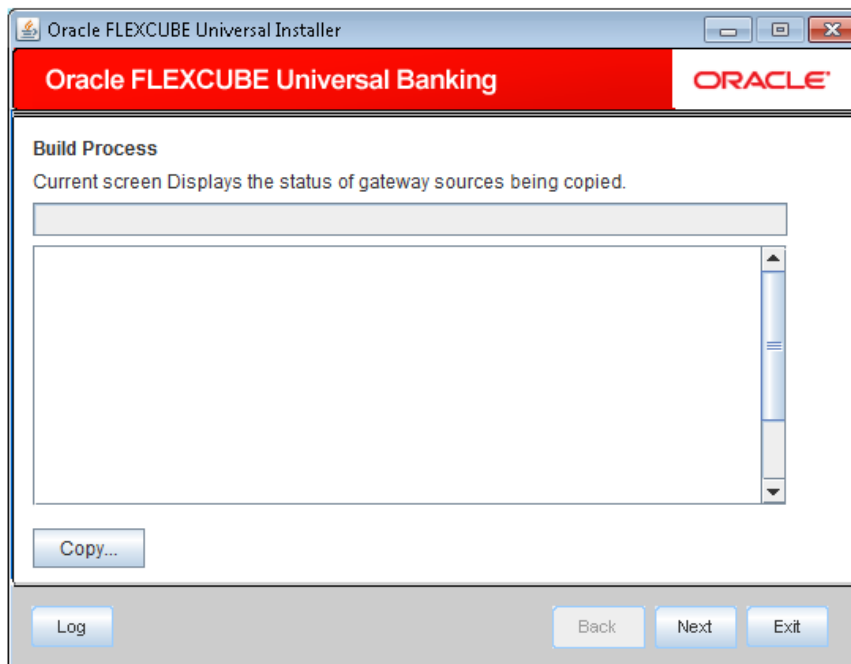 Oracle FLEXCUBE Universal Installer
Oracle FLEXCUBE Universal Banking
ORACLE®
Build Process
Current screen Displays the status of gateway sources being copied.
Copy...
Log
Back
Next
Exit